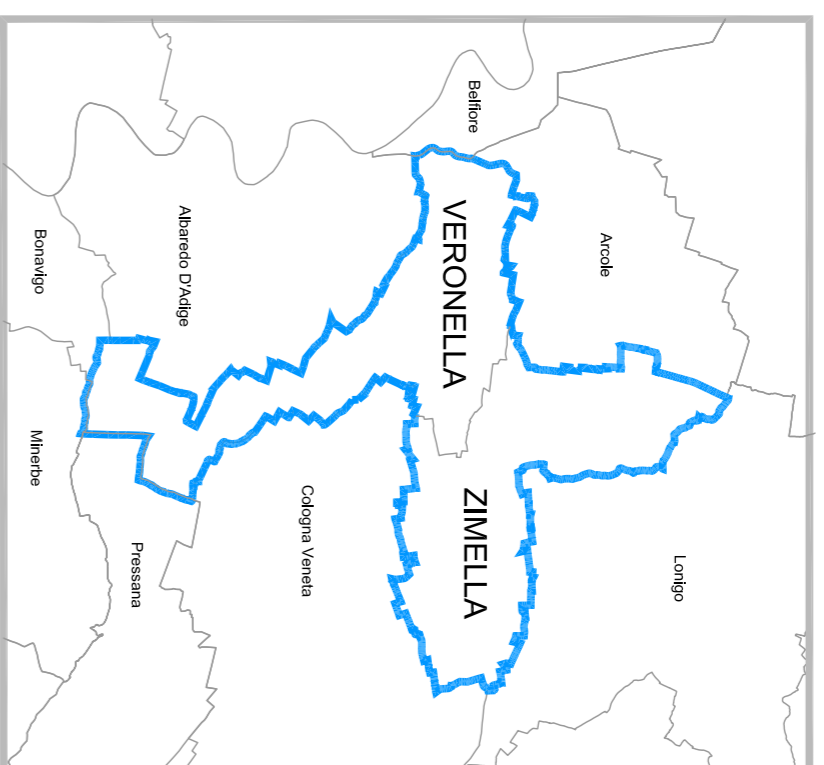 Lonigo
Arcole
Belfiore
VERONELLA
ZIMELLA
Cologna Veneta
Albaredo D'Adige
Pressana
Bonavigo
Minerbe